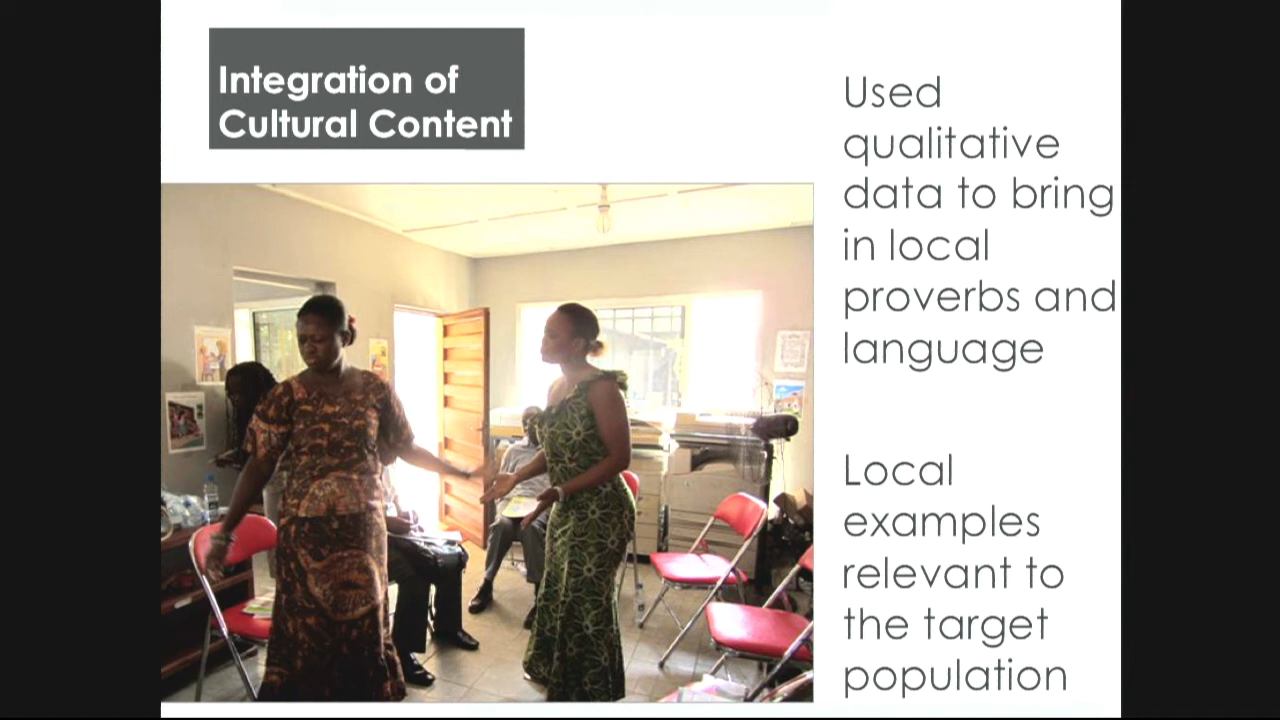 Integration of
Cultural Content
Used
qualitative
data to bring
in local
proverbs and
language
Local
examples
relevant to
the target
population